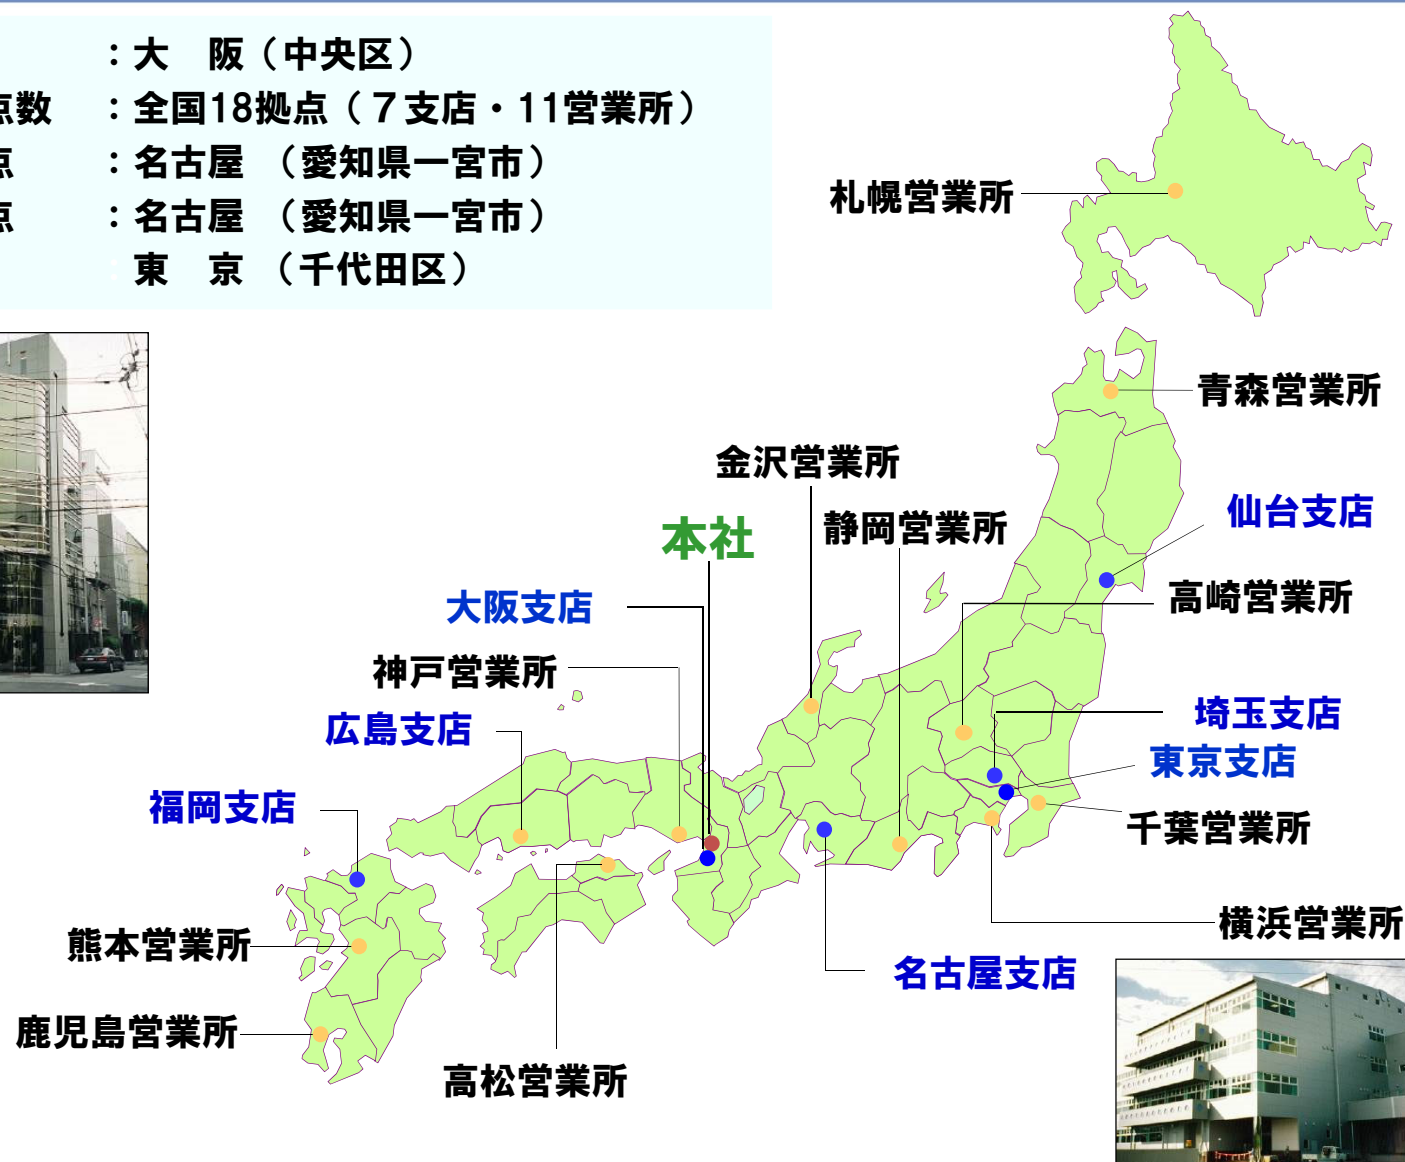 ：大　阪（中央区）
点数　：全国18拠点（７支店・11営業所）
点　：名古屋 （愛知県一宮市）
点　：名古屋 （愛知県一宮市）
：東　京 （千代田区）
札幌営業所
青森営業所
金沢営業所
仙台支店
静岡営業所
本社
高崎営業所
大阪支店
神戸営業所
埼玉支店
広島支店
東京支店
福岡支店
千葉営業所
横浜営業所
熊本営業所
名古屋支店
鹿児島営業所
高松営業所